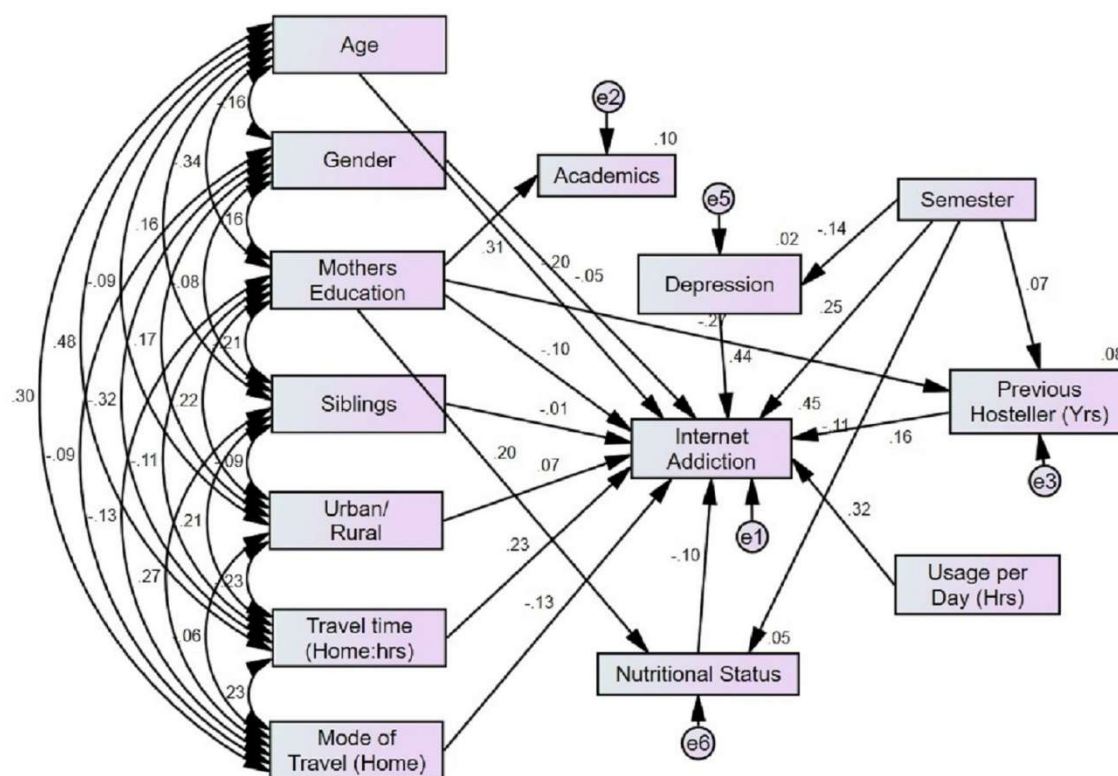 Age
e2
-.16
.10
Gender
Academics
-.34
Semester
e5
.16
.16
.31
-.20
-.05
.02
-.14
Mothers
Education
Depression
-.09
-.08
.07
.25
-.27
.48
.17
-.21
-.10
.44
.08
Siblings
-.01
.45
Previous
Hosteller (Yrs)
.30
-.32
.22
Internet
Addiction
-.11
.16
-.09
-.11
-.09
.20
.07
e3
Urban/
Rural
-.13
.21
.32
e1
.23
-.10
.27
.23
Usage per
Day (Hrs)
-.13
-.06
Travel time
(Home:hrs)
.05
Nutritional Status
.23
Mode of
Travel (Home)
e6